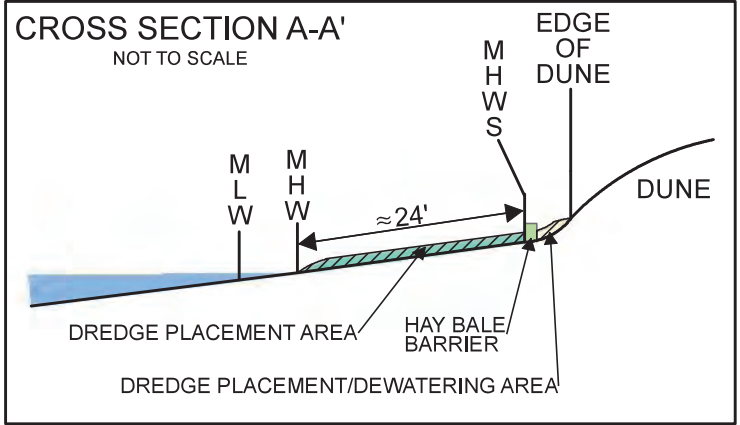 CROSS SECTION A-A'
NOT TO SCALE
EDGE
OF
DUNE
M
H
W
S
M
L
W
M
H
W
≈24'
DUNE
DREDGE PLACEMENT AREA
HAY BALE
BARRIER
DREDGE PLACEMENT/DEWATERING AREA